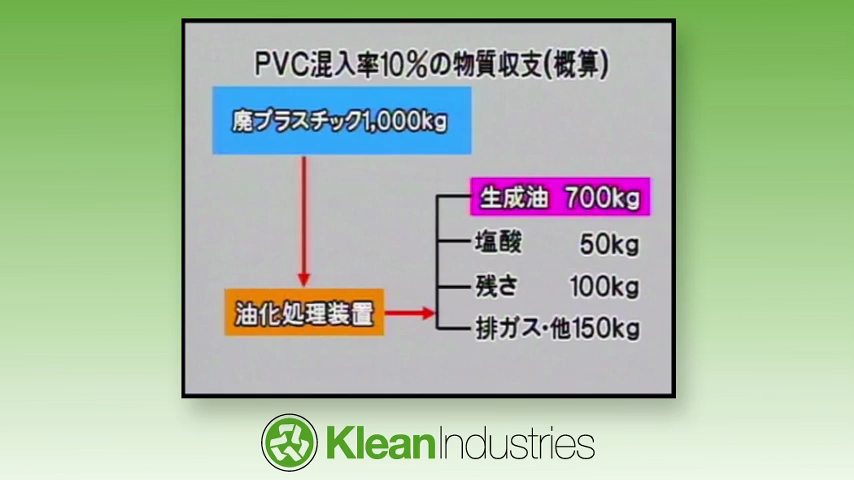 PVC混入率10%の物質収支(概算)
廃プラスチック1,000kg
生成油 700kg
塩酸 50kg
残さ 100kg
油化処理装置
排ガス・他150kg
KleanIndustries